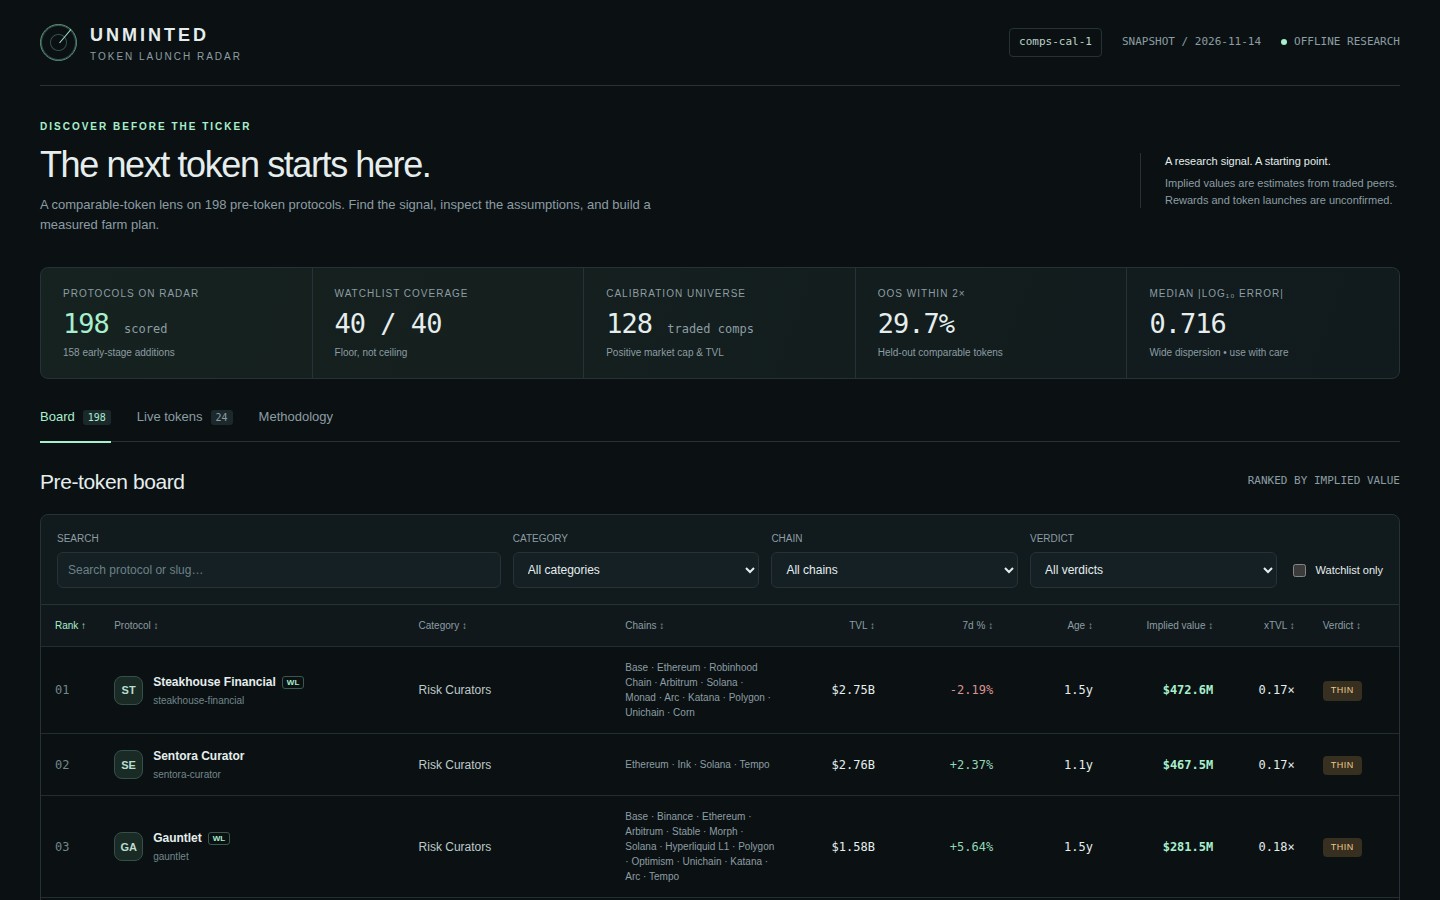 UNMINTED
TOKEN LAUNCH RADAR
comps-cal-1
SNAPSHOT / 2026-11-14
OFFLINE RESEARCH
DISCOVER BEFORE THE TICKER
The next token starts here.
A comparable-token lens on 198 pre-token protocols. Find the signal, inspect the assumptions, and build a
measured farm plan.
A research signal. A starting point.
Implied values are estimates from traded peers.
Rewards and token launches are unconfirmed.
PROTOCOLS ON RADAR
198 scored
158 early-stage additions
WATCHLIST COVERAGE
40 / 40
Floor, not ceiling
CALIBRATION UNIVERSE
128 traded comps
Positive market cap & TVL
OOS WITHIN 2×
29.7%
Held-out comparable tokens
MEDIAN |LOG₁₀ ERROR|
0.716
Wide dispersion • use with care
Board 198
Live tokens 24
Methodology
Pre-token board
RANKED BY IMPLIED VALUE
SEARCH
Search protocol or slug…
CATEGORY
All categories
CHAIN
All chains
VERDICT
All verdicts
Watchlist only
Rank ↑ Protocol ↕ Category ↕ Chains ↕ TVL ↕ 7d % ↕ Age ↕ Implied value ↕ xTVL ↕ Verdict ↕
01
ST
Steakhouse Financial WL
steakhouse-financial
Risk Curators
Base · Ethereum · Robinhood
Chain · Arbitrum · Solana ·
Monad · Arc · Katana · Polygon ·
Unichain · Corn
$2.75B
-2.19%
1.5y
$472.6M
0.17×
THIN
02
SE
Sentora Curator
sentora-curator
Risk Curators
Ethereum · Ink · Solana · Tempo
$2.76B
+2.37%
1.1y
$467.5M
0.17×
THIN
03
GA
Gauntlet WL
gauntlet
Risk Curators
Base · Binance · Ethereum ·
Arbitrum · Stable · Morph ·
Solana · Hyperliquid L1 · Polygon
· Optimism · Unichain · Katana ·
Arc · Tempo
$1.58B
+5.64%
1.5y
$281.5M
0.18×
THIN